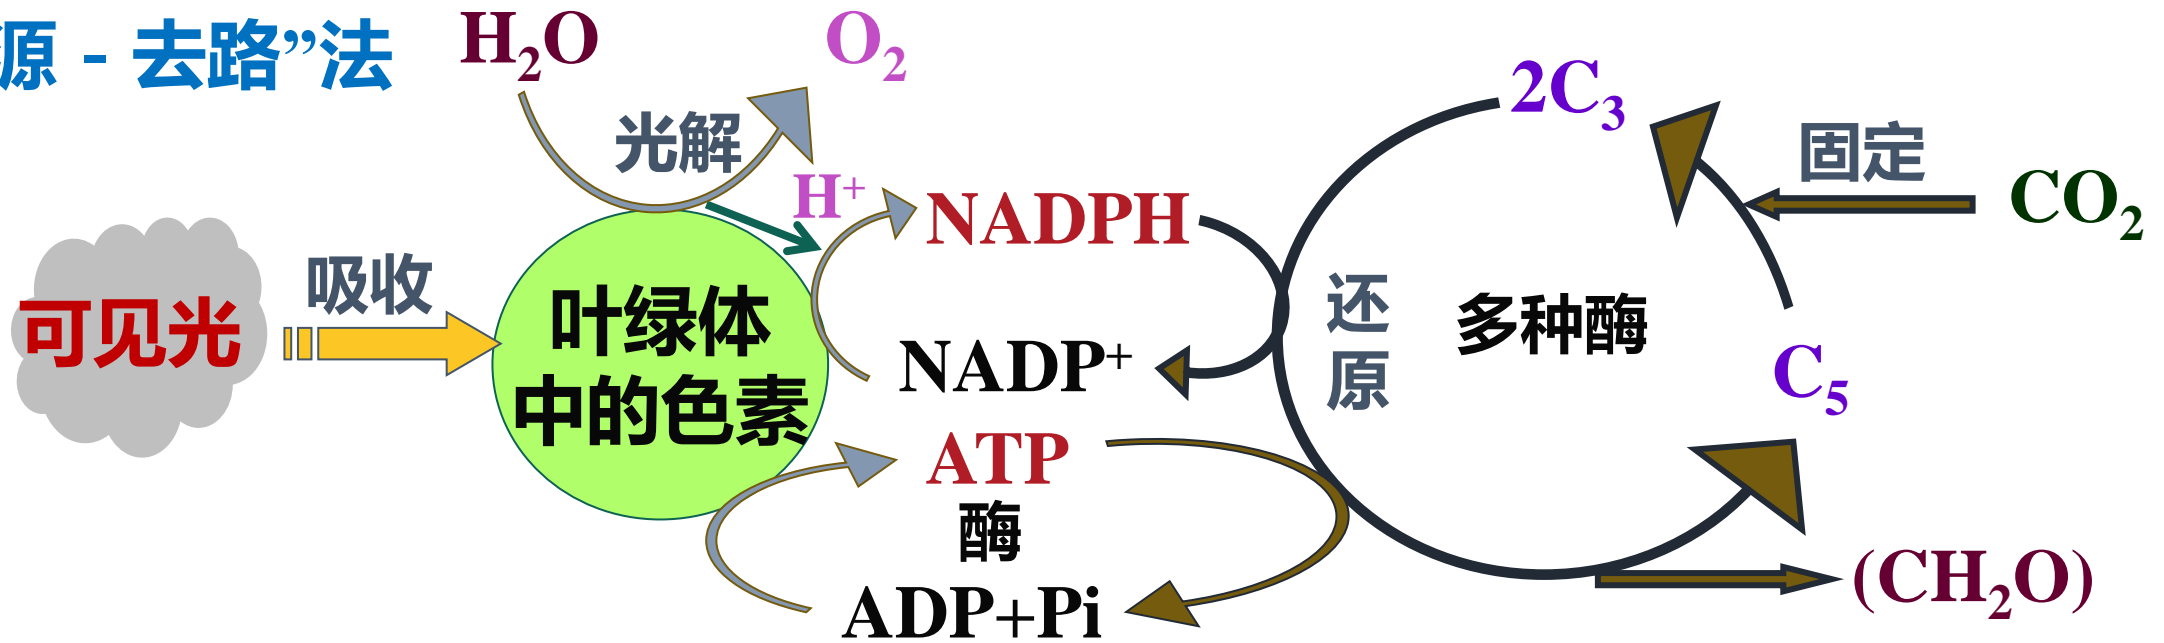 源 - 去路”法
H₂O
O₂
光解
H⁺
可见光
吸收
叶绿体
中的色素
NADPH
NADP⁺
ATP
酶
ADP+Pi
还
原
多种酶
2C₃
固定
CO₂
C₅
(CH₂O)